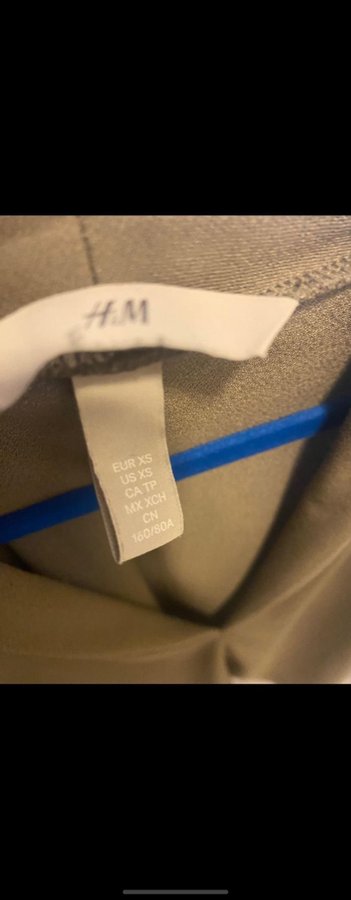 H&M
EUR XS
US XS
CA TP
MX XCH
CN
160/80A